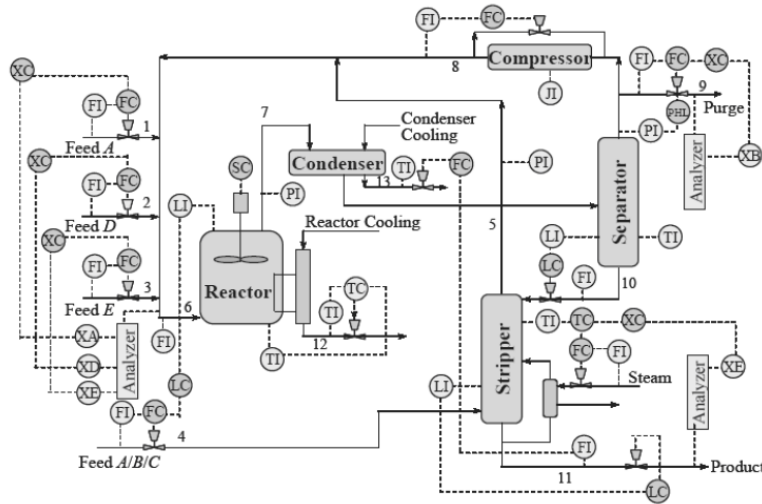 FI
FC
8
Compressor
JI
FI
FC
XC
9
Purge
PHL
PI
XB
Analyzer
XC
FI
FC
Feed A
1
7
Condenser
Cooling
Condenser
13
TI
FC
PI
XC
FI
FC
Feed D
2
SC
LI
PI
Reactor Cooling
5
Separator
LI
TI
LC
FI
10
XC
FI
FC
Feed E
3
6
Reactor
FI
TI
TC
TI
12
Stripper
TI
TC
XC
FC
FI
Steam
LI
XE
Analyzer
XA
XD
XE
Analyzer
LC
FI
FC
4
Feed A/B/C
FI
11
LC
Product